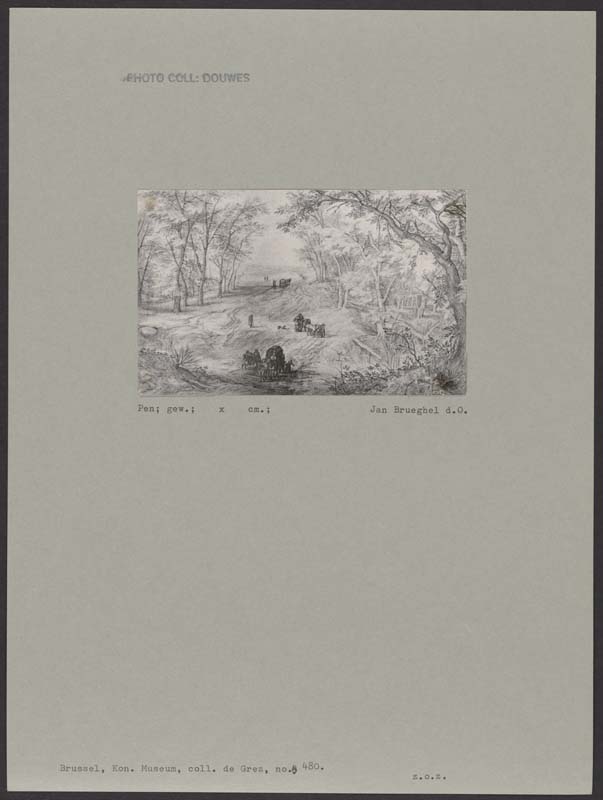 PHOTO COLL: DOUWES
Pen; gew.; x cm.; Jan Brueghel d.O.
Brussel, Kon. Museum, coll. de Grez, no. 480.
z.o.z.